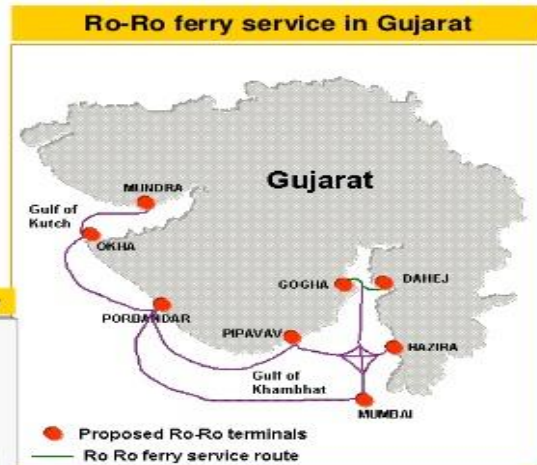 Ro-Ro ferry service in Gujarat
Gujarat
MUNDRA
Gulf of
Kutch
OKHA
GOGHA
DAHEJ
PORBANDAR
PIPAVAV
HAZIRA
Gulf of
Khambhat
MUMBAI
Proposed Ro-Ro terminals
Ro Ro ferry service route